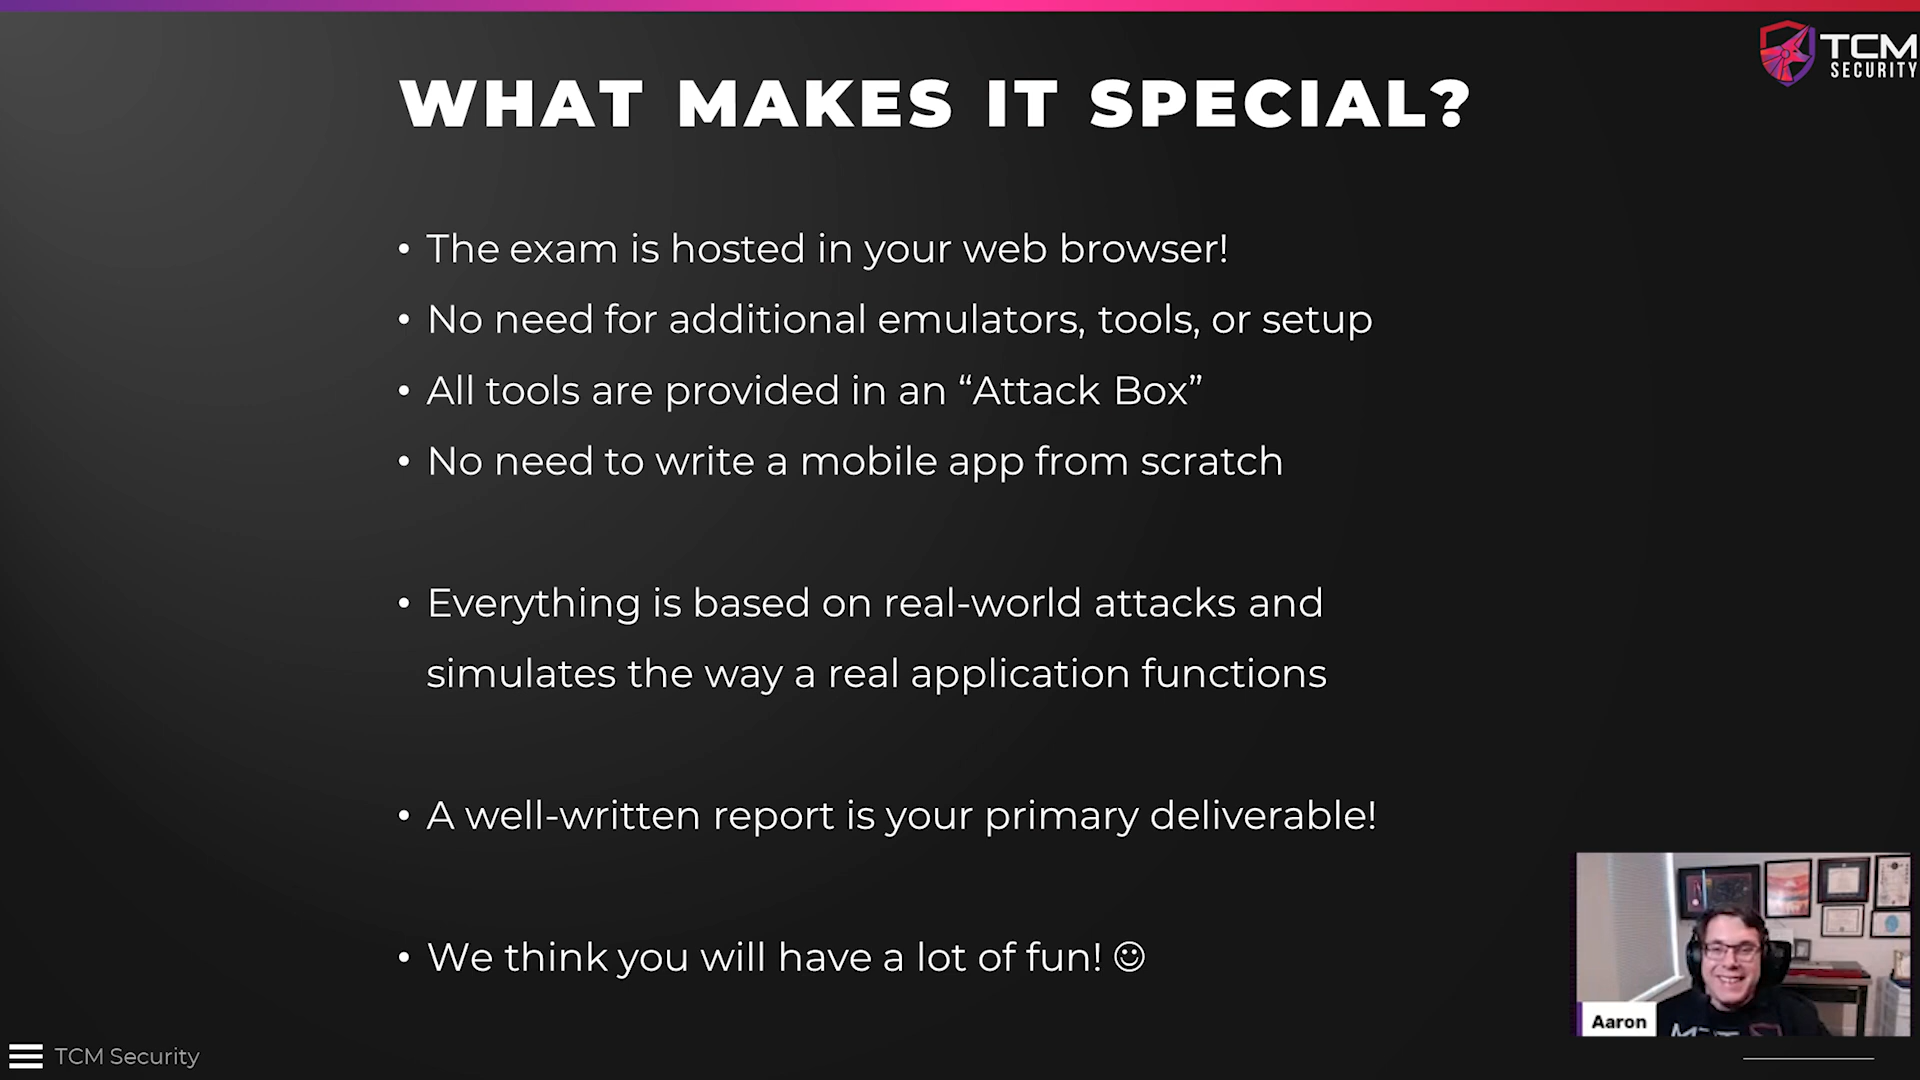 TCM
SECURITY
WHAT MAKES IT SPECIAL?
• The exam is hosted in your web browser!
• No need for additional emulators, tools, or setup
• All tools are provided in an “Attack Box”
• No need to write a mobile app from scratch
• Everything is based on real-world attacks and
simulates the way a real application functions
• A well-written report is your primary deliverable!
• We think you will have a lot of fun! ☺
Aaron
TCM Security